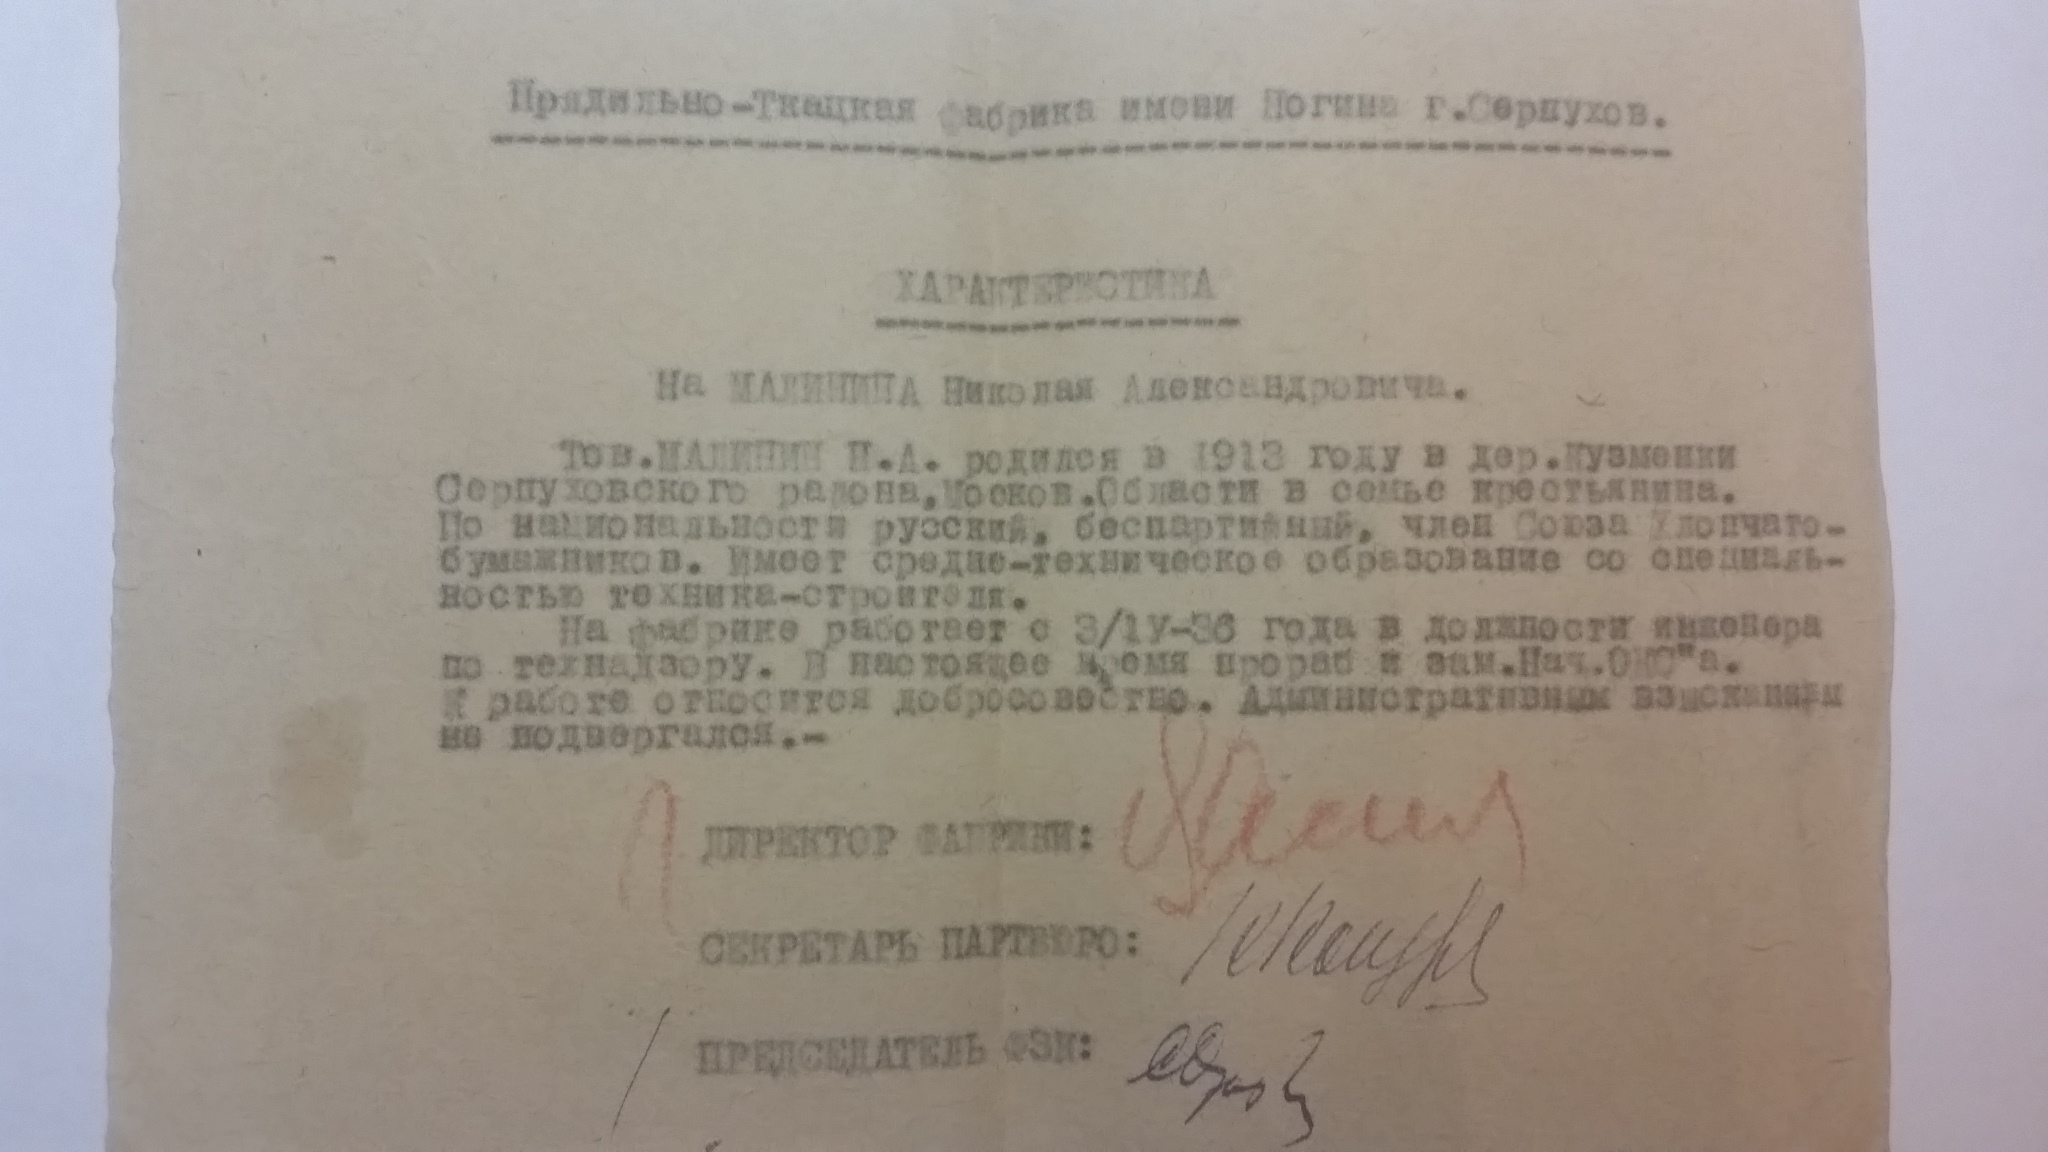 Прядильно-Ткацкая фабрика имени Ногина г.Серпухов.
ХАРАКТЕРИСТИКА
На МАЛИНИНА Николая Александровича.
Тов.МАЛИНИН Н.А. родился в 1913 году в дер.Кузменки
Серпуховского района,Москов.Области в семье крестьянина.
По национальности русский, беспартийный, член Союза Хлопчато-
бумажников. Имеет средне-техническое образование со специаль-
ностью техника-строителя.
На фабрике работает с 3/1У-36 года в должности инженера
по технадзору. В настоящее время прораб и зам.Нач.ОКС"а.
К работе относится добросовестно. Административным взысканиям
не подвергался.-
ДИРЕКТОР ФАБРИКИ:
СЕКРЕТАРЬ ПАРТБЮРО:
ПРЕДСЕДАТЕЛЬ ФЗК: